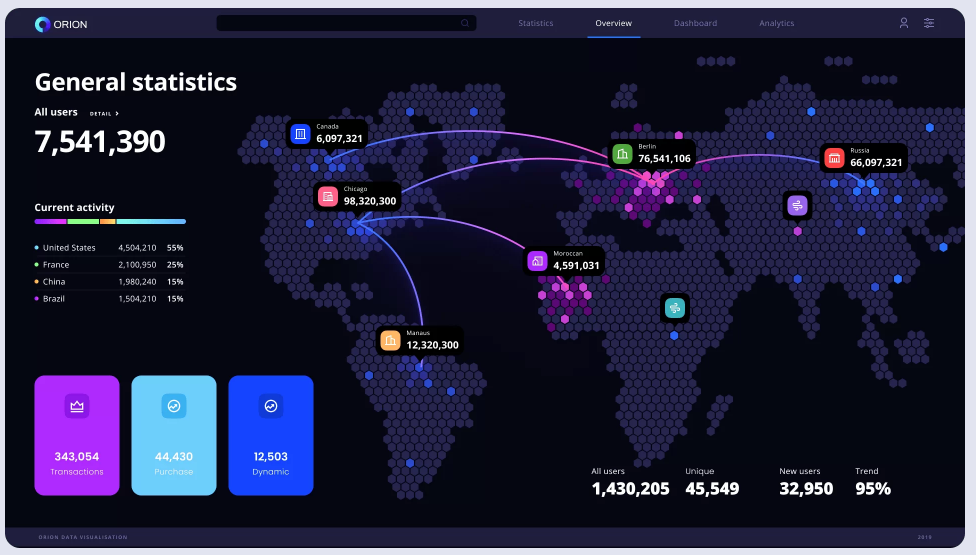 ORION
Statistics
Overview
Dashboard
Analytics
General statistics
All users DETAIL
7,541,390
Current activity
United States 4,504,210 55%
France 2,100,950 25%
China 1,980,240 15%
Brazil 1,504,210 15%
343,054
Transactions
44,430
Purchase
12,503
Dynamic
Canada
6,097,321
Chicago
98,320,300
Berlin
76,541,106
Russia
66,097,321
Moroccan
4,591,031
Manaus
12,320,300
All users
1,430,205
Unique
45,549
New users
32,950
Trend
95%
ORION DATA VISUALISATION
2019